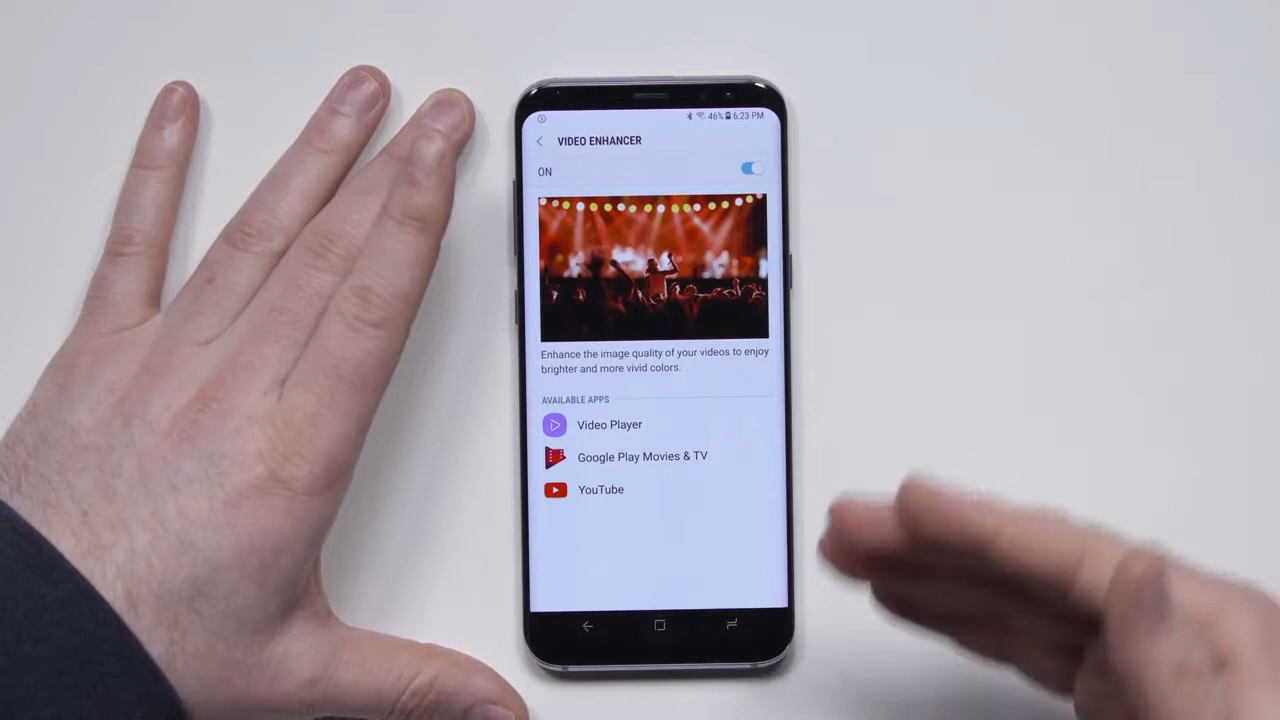 46% 6:23 PM
VIDEO ENHANCER
ON
Enhance the image quality of your videos to enjoy
brighter and more vivid colors.
AVAILABLE APPS
Video Player
Google Play Movies & TV
YouTube